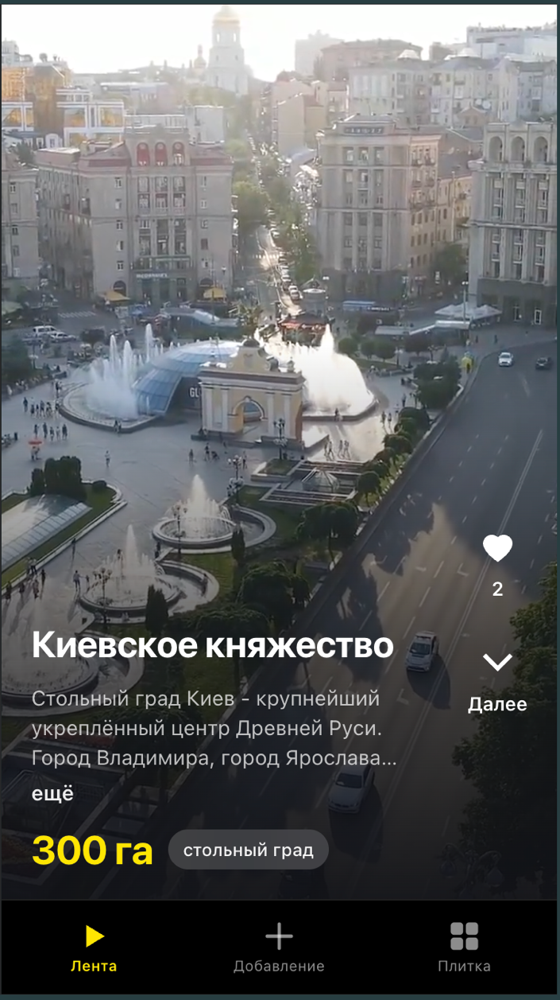 GL
2
Киевское княжество
Далее
Стольный град Киев - крупнейший
укреплённый центр Древней Руси.
Город Владимира, город Ярослава...
ещё
300 га
стольный град
Лента
Добавление
Плитка